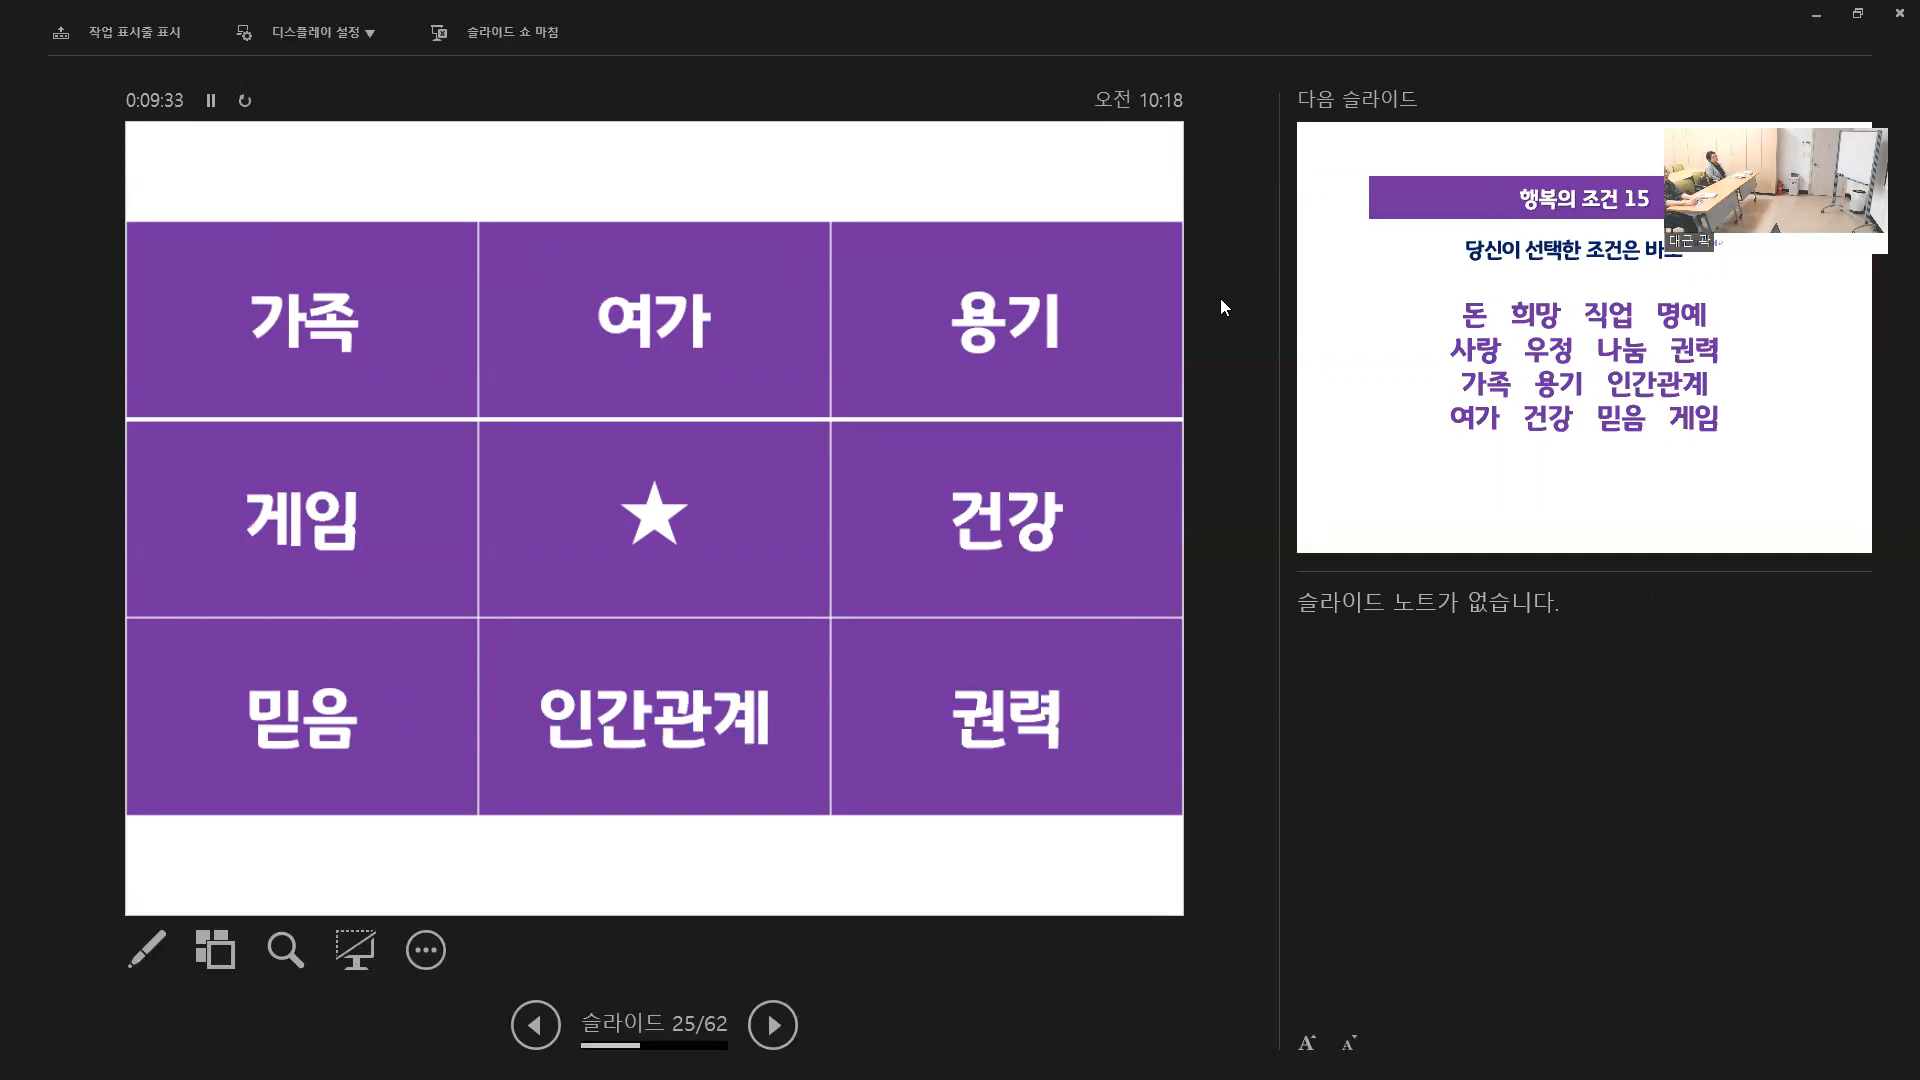 작업 표시줄 표시 디스플레이 설정 ▼ 슬라이드 쇼 마침
0:09:33 오전 10:18
다음 슬라이드
가족 여가 용기
게임 ★ 건강
믿음 인간관계 권력
행복의 조건 15
당신이 선택한 조건은
대근 곽
돈 희망 직업 명예
사랑 우정 나눔 권력
가족 용기 인간관계
여가 건강 믿음 게임
슬라이드 노트가 없습니다.
슬라이드 25/62
A A